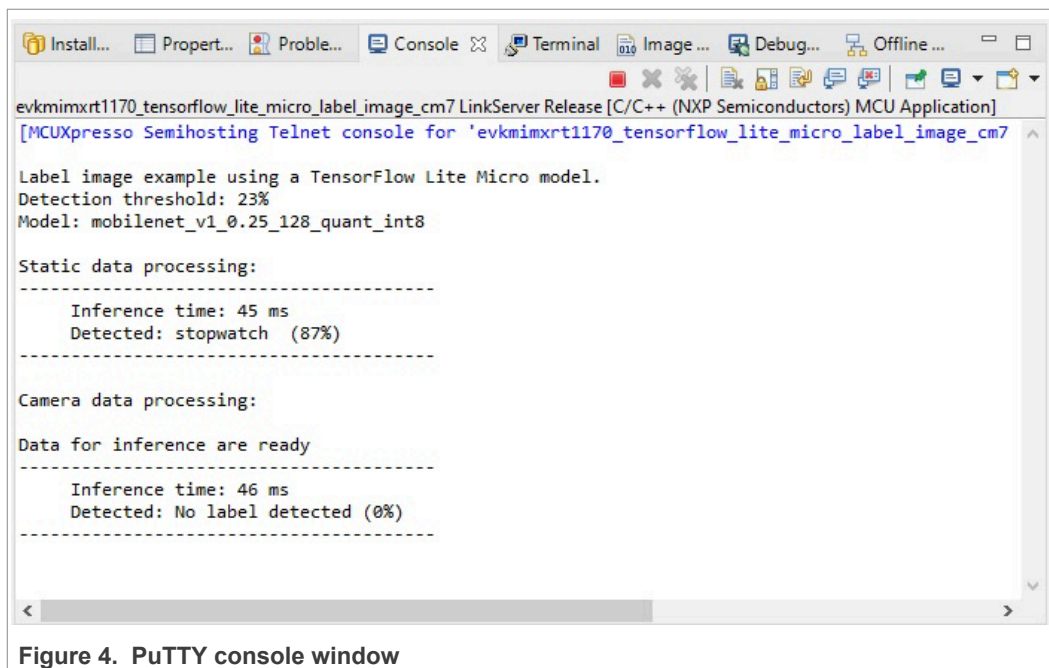 Install... Propert... Proble... Console Terminal Image ... Debug... Offline ...
evkmimxrt1170_tensorflow_lite_micro_label_image_cm7 LinkServer Release [C/C++ (NXP Semiconductors) MCU Application]
[MCUXpresso Semihosting Telnet console for 'evkmimxrt1170_tensorflow_lite_micro_label_image_cm7
Label image example using a TensorFlow Lite Micro model.
Detection threshold: 23%
Model: mobilenet_v1_0.25_128_quant_int8
Static data processing:
----------------------------------------
Inference time: 45 ms
Detected: stopwatch (87%)
----------------------------------------
Camera data processing:
Data for inference are ready
----------------------------------------
Inference time: 46 ms
Detected: No label detected (0%)
----------------------------------------
Figure 4. PuTTY console window